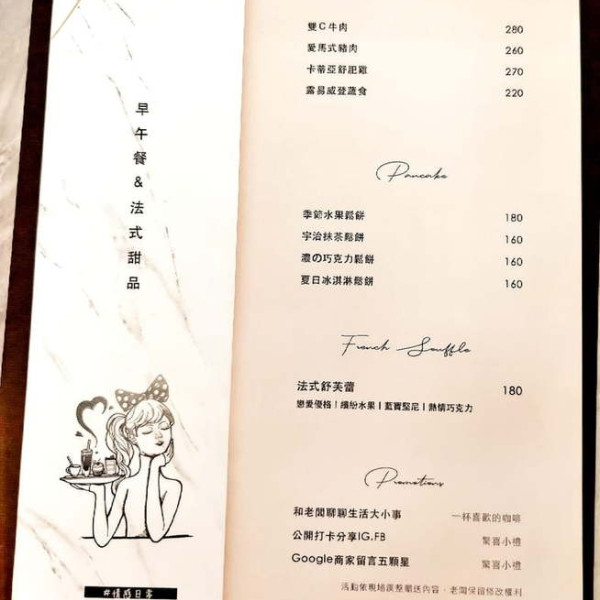 早午餐&法式甜品
#情感日常
雙C牛肉 280
愛馬式豬肉 260
卡蒂亞舒肥雞 270
露易威登蔬食 220
Pancake
季節水果鬆餅 180
宇治抹茶鬆餅 160
濃の巧克力鬆餅 160
夏日冰淇淋鬆餅 160
French Souffle
法式舒芙蕾 180
戀愛優格|繽紛水果|藍寶堅尼|熱情巧克力
Promotions
和老闆聊聊生活大小事 一杯喜歡的咖啡
公開打卡分享IG.FB 驚喜小禮
Google商家留言五顆星 驚喜小禮
活動依現場調整贈送內容,老闆保留修改權利